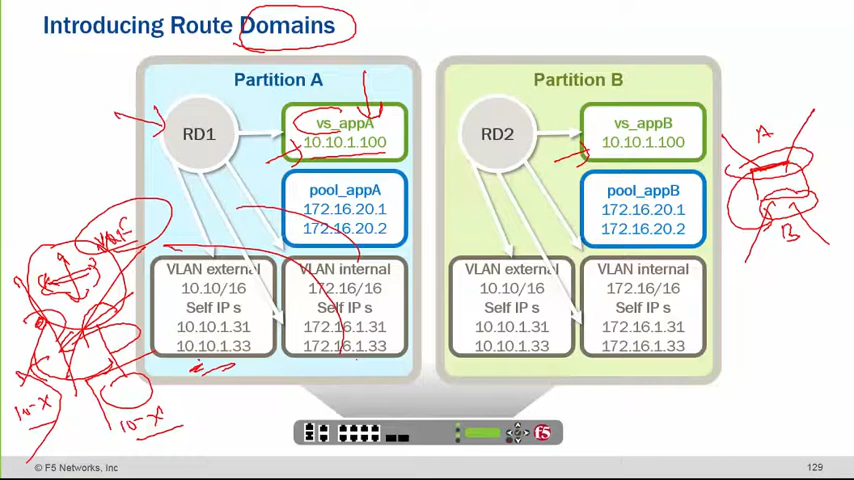 Introducing Route Domains
Partition A
RD1
vs_appA
10.10.1.100
pool_appA
172.16.20.1
172.16.20.2
VLAN external
10.10/16
Self IP s
10.10.1.31
10.10.1.33
VLAN internal
172.16/16
Self IP s
172.16.1.31
172.16.1.33
Partition B
RD2
vs_appB
10.10.1.100
pool_appB
172.16.20.1
172.16.20.2
VLAN external
10.10/16
Self IP s
10.10.1.31
10.10.1.33
VLAN internal
172.16/16
Self IP s
172.16.1.31
172.16.1.33
A
B
10-X
10-X
f5
© F5 Networks, Inc
129